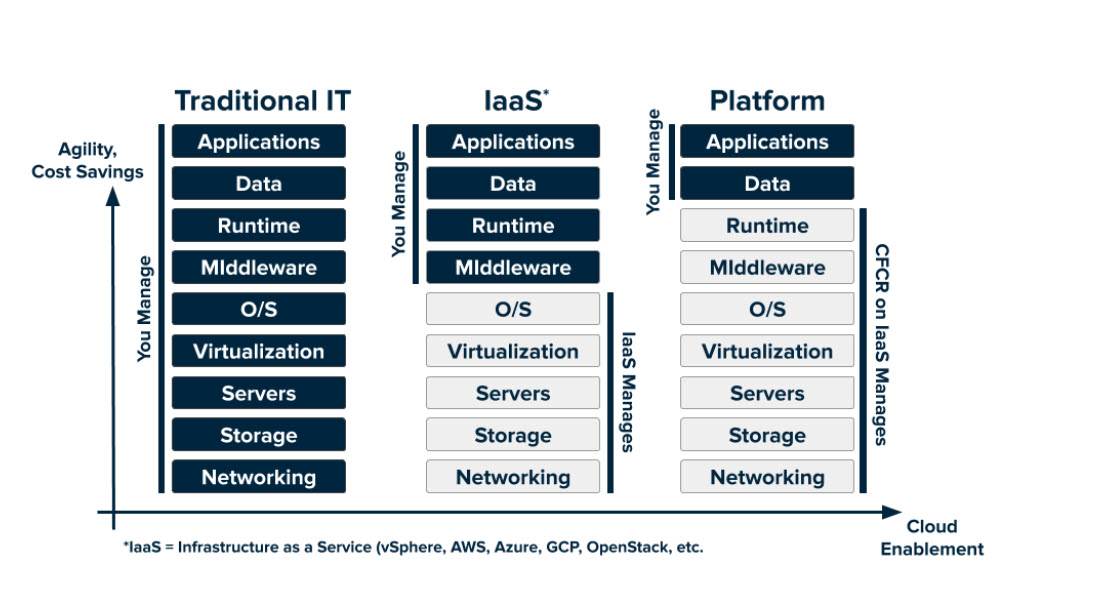 Traditional IT
IaaS*
Platform
Agility,
Cost Savings
You Manage
Applications
Data
Runtime
MIddleware
O/S
Virtualization
Servers
Storage
Networking
You Manage
Applications
Data
Runtime
MIddleware
O/S
Virtualization
Servers
Storage
Networking
IaaS Manages
You Manage
Applications
Data
Runtime
MIddleware
O/S
Virtualization
Servers
Storage
Networking
CFCR on IaaS Manages
Cloud
Enablement
*IaaS = Infrastructure as a Service (vSphere, AWS, Azure, GCP, OpenStack, etc.